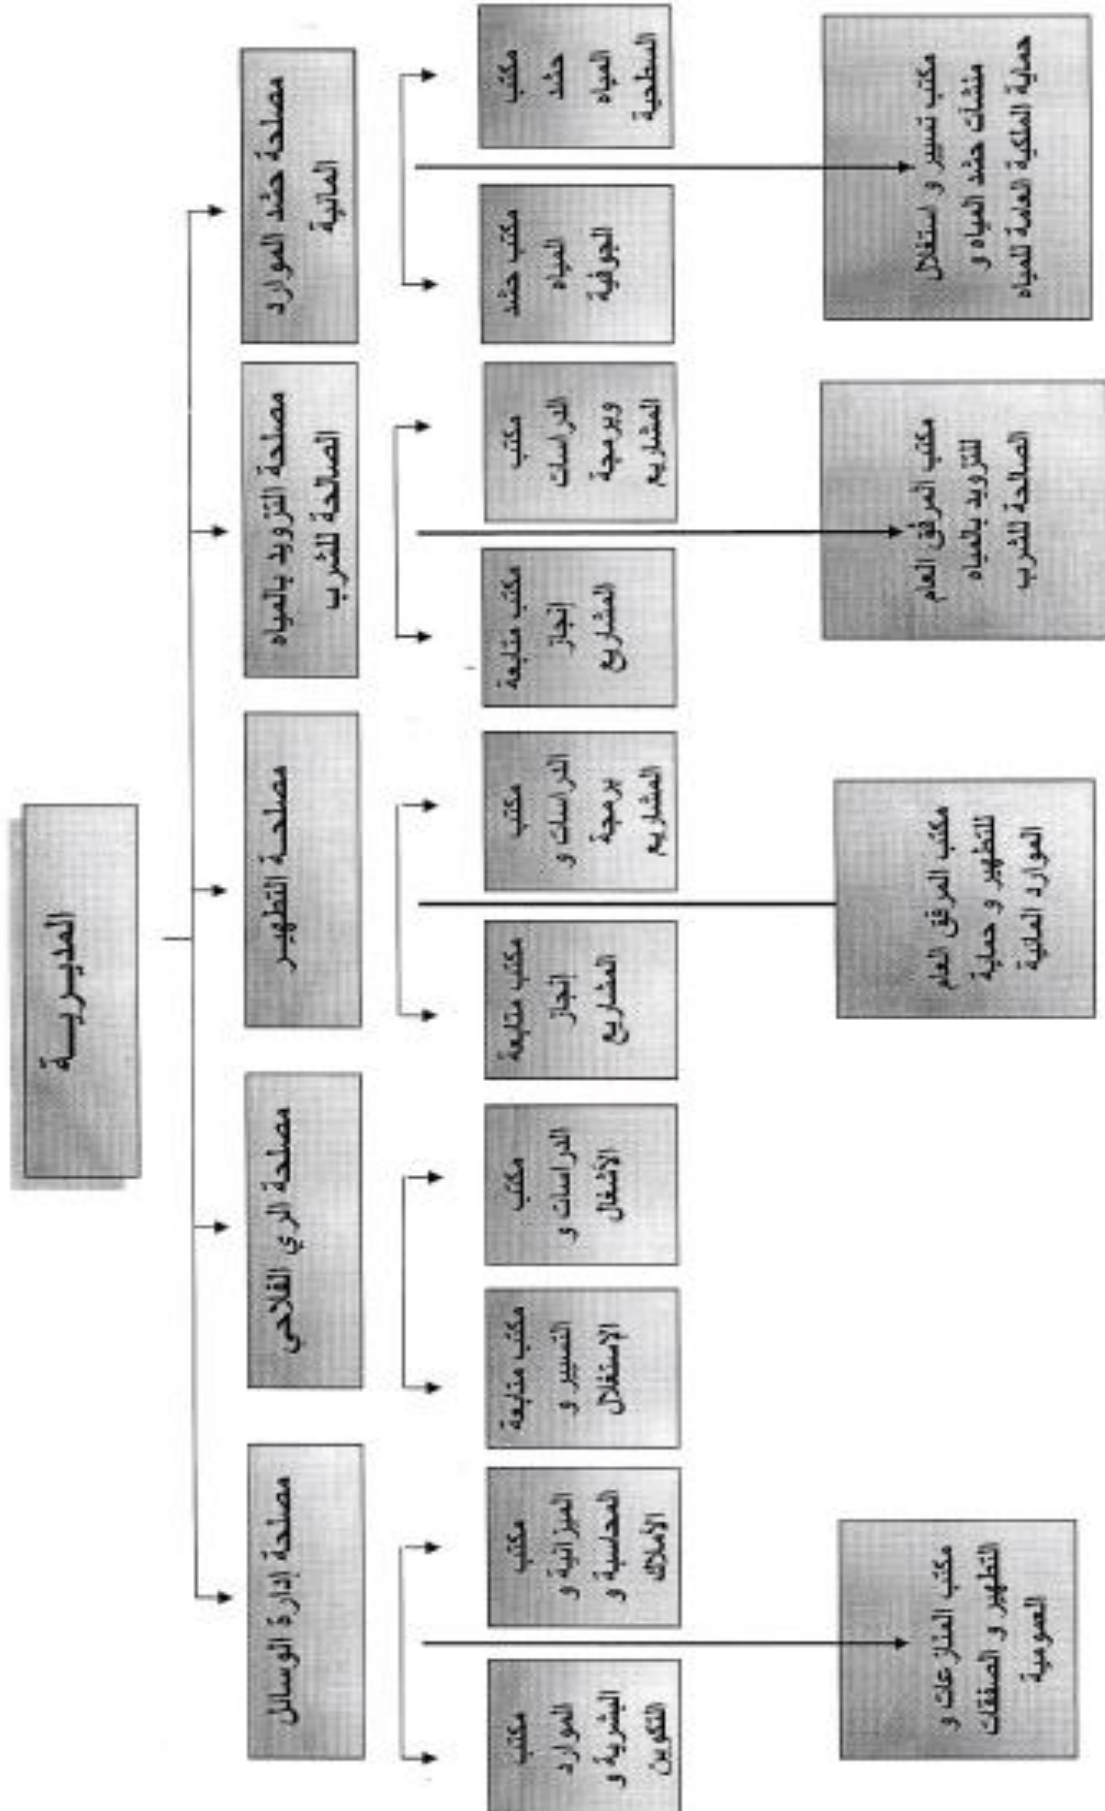 المديريـــة
مصلحة حشد الموارد
المائية
مصلحة التزويد بالمياه
الصالحة للشرب
مصلحـة التطهيـر
مصلحة الري الفلاحي
مصلحة إدارة الوسائل
مكتب
حشد
المياه
السطحية
مكتب حشد
المياه
الجوفية
مكتب
الدراسات
وبرمجة
المشاريع
مكتب متابعة
إنجاز
المشاريع
مكتب
الدراسات و
برمجة
المشاريع
مكتب متابعة
إنجاز
المشاريع
مكتب
الدراسات و
الأشغال
مكتب متابعة
التسيير و
الإستغلال
مكتب
الميزانية و
المحاسبة و
الأملاك
مكتب
الموارد
البشرية و
التكوين
مكتب تسيير و استغلال
منشآت حشد المياه و
حماية الملكية العامة للمياه
مكتب المرفق العام
للتزويد بالمياه
الصالحة للشرب
مكتب المرفق العام
للتطهير و حماية
الموارد المائية
مكتب المنازعات و
التطهير و الصفقات
العمومية